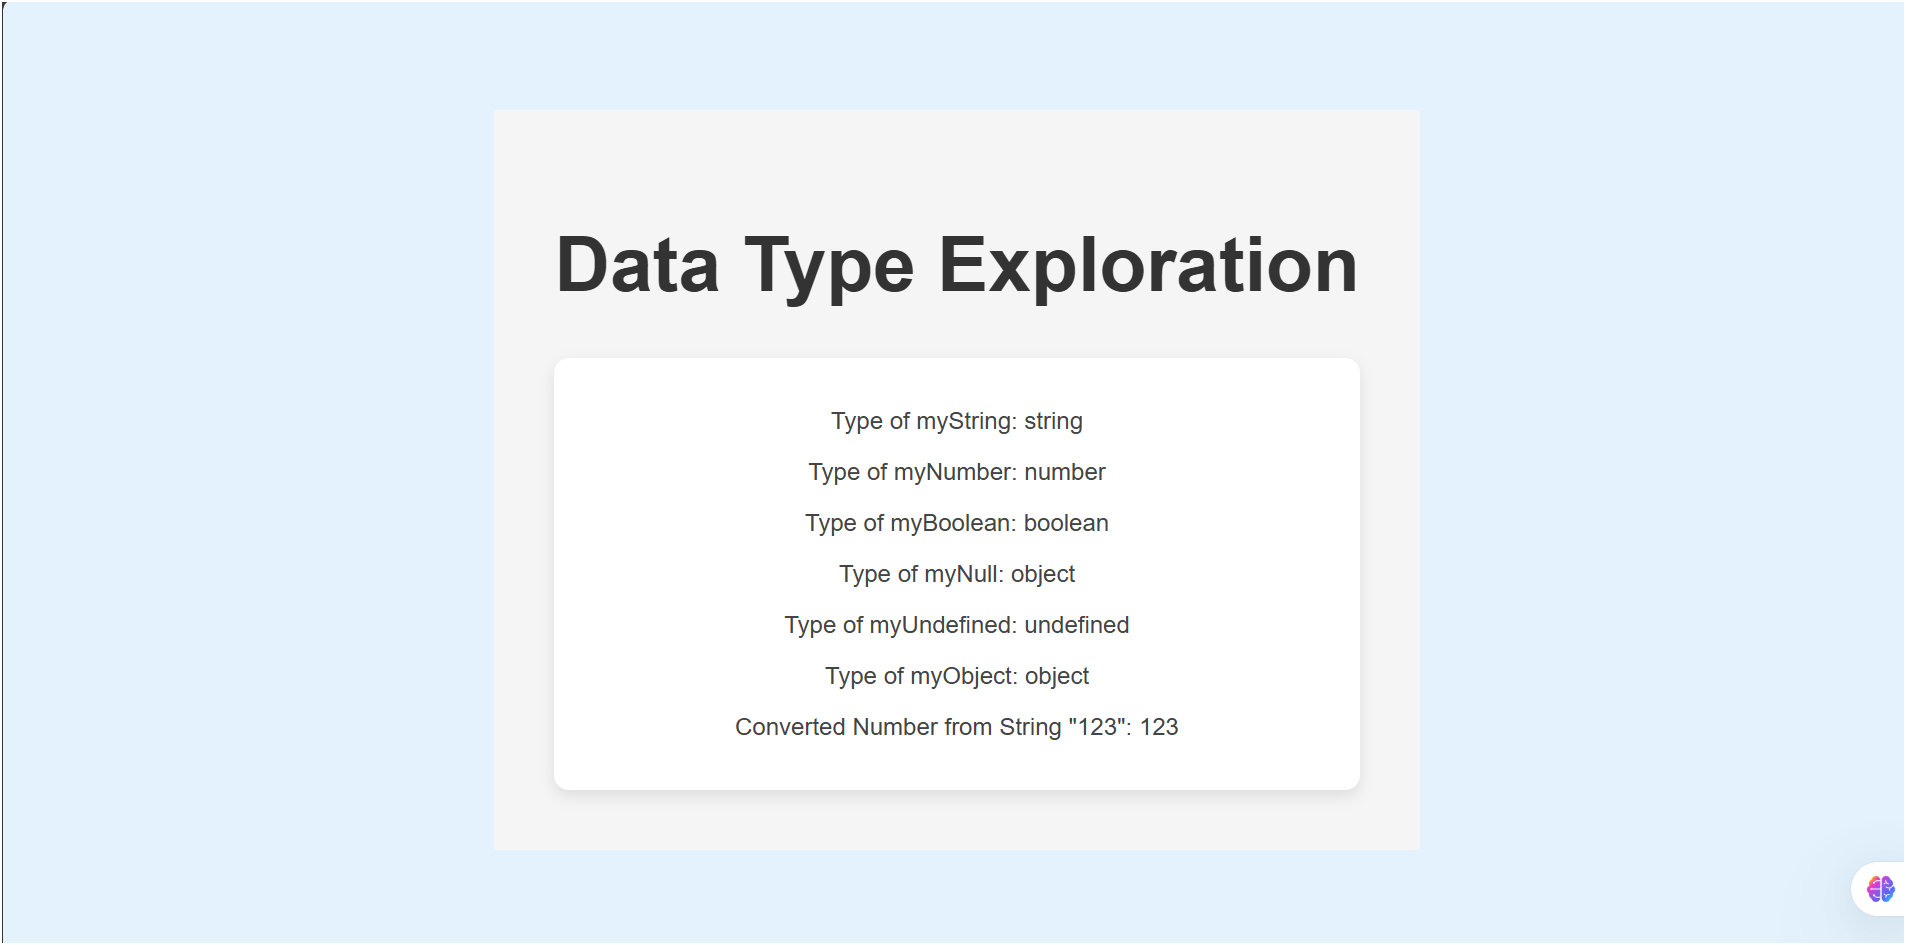 Data Type Exploration
Type of myString: string
Type of myNumber: number
Type of myBoolean: boolean
Type of myNull: object
Type of myUndefined: undefined
Type of myObject: object
Converted Number from String "123": 123